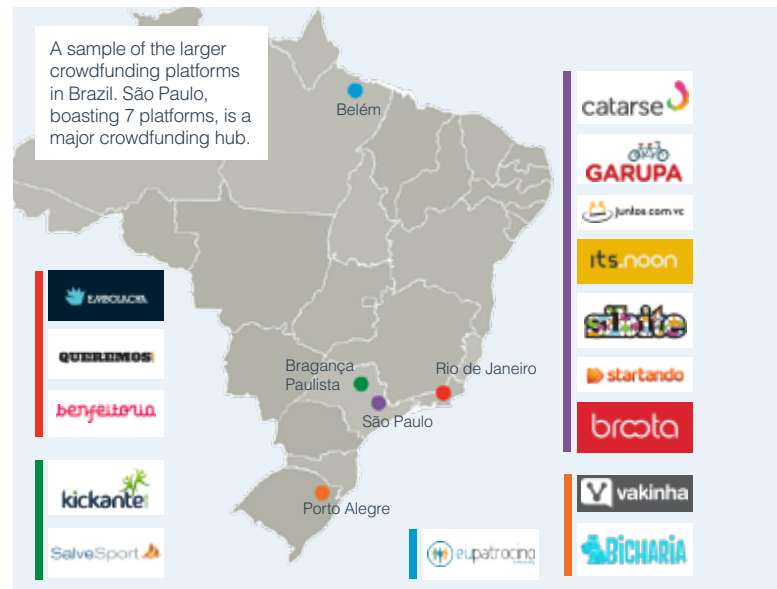 A sample of the larger
crowdfunding platforms
in Brazil. São Paulo,
boasting 7 platforms, is a
major crowdfunding hub.
Belém
Bragança
Paulista
Rio de Janeiro
São Paulo
Porto Alegre
EMBOLACHA
QUEREMOS!
benfeitoria
kickante
SalveSport
eupatrocino
catarse
GARUPA
juntos.com.vc
its.noon
sibite
startando
broota
vakinha
BiCHARiA